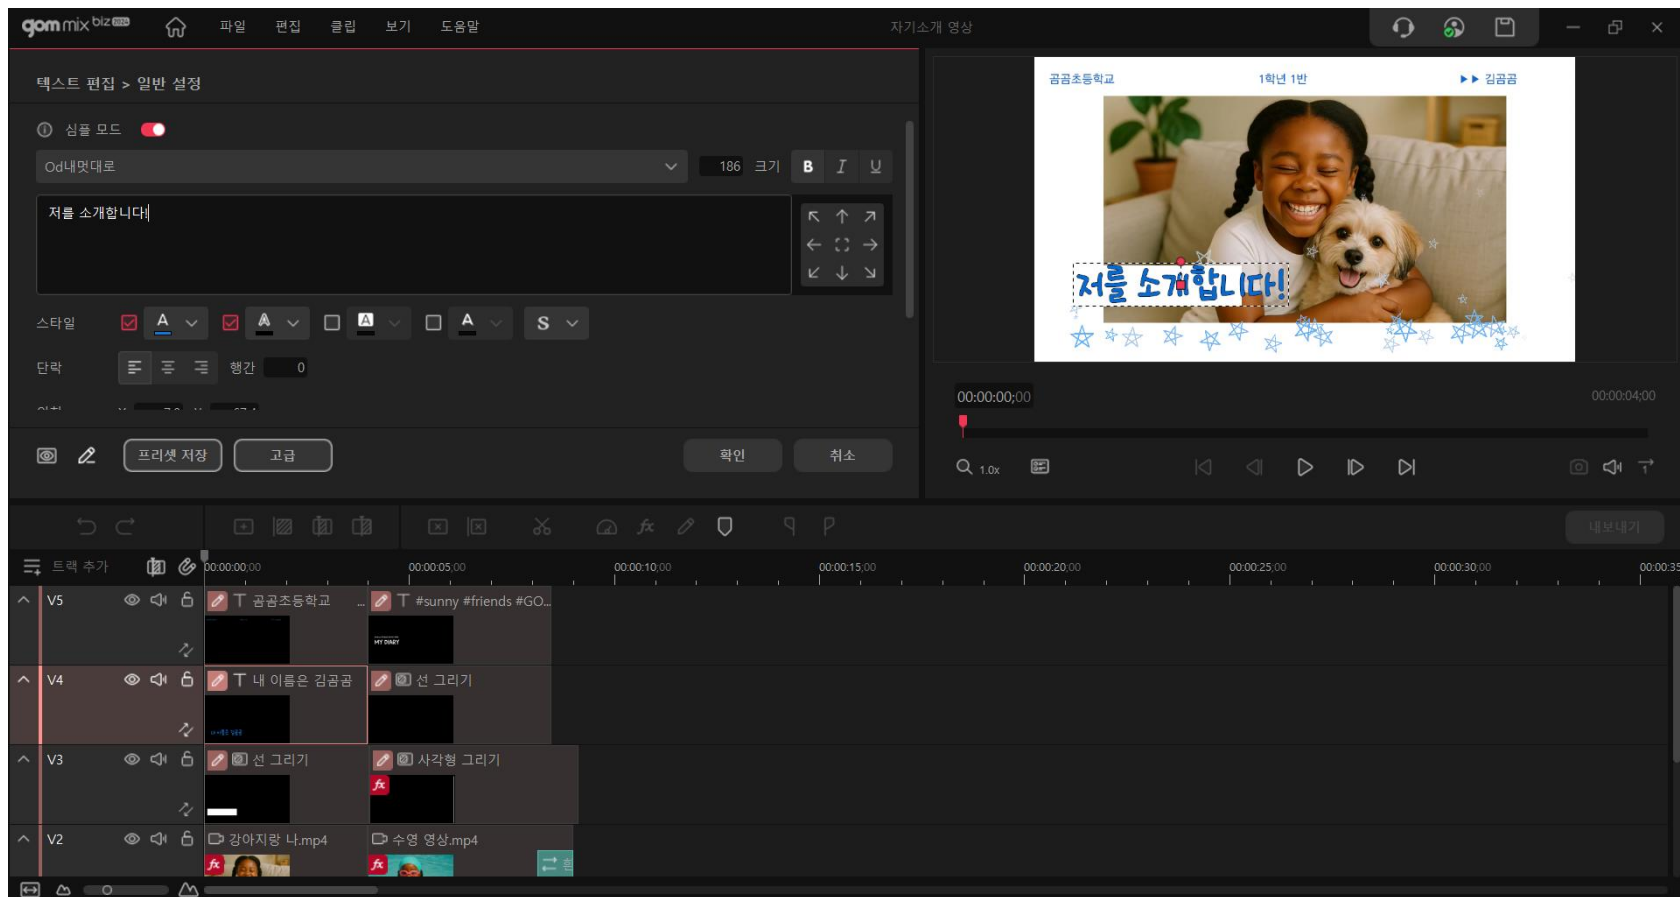 gom mix biz 2024
파일 편집 클립 보기 도움말
자기소개 영상
텍스트 편집 > 일반 설정
심플 모드
Od내멋대로
186 크기 B I U
저를 소개합니다!
스타일 A A A A S
단락
행간 0
프리셋 저장
고급
확인
취소
곰곰초등학교
1학년 1반
▶▶ 김곰곰
저를 소개합니다!
00:00:00;00
00:00:04;00
1.0x
내보내기
트랙 추가
00:00:00;00 00:00:05;00 00:00:10;00 00:00:15;00 00:00:20;00 00:00:25;00 00:00:30;00 00:00:35
V5
T 곰곰초등학교 ...
T #sunny #friends #GO...
MY DIARY
V4
T 내 이름은 김곰곰
선 그리기
V3
선 그리기
사각형 그리기
fx
V2
강아지랑 나.mp4
수영 영상.mp4
fx
fx